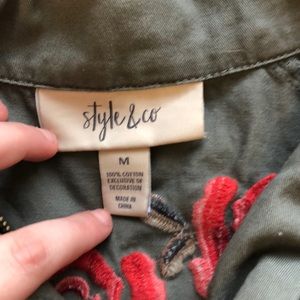 style & co
M
100% COTTON
EXCLUSIVE OF
DECORATION
MADE IN
CHINA